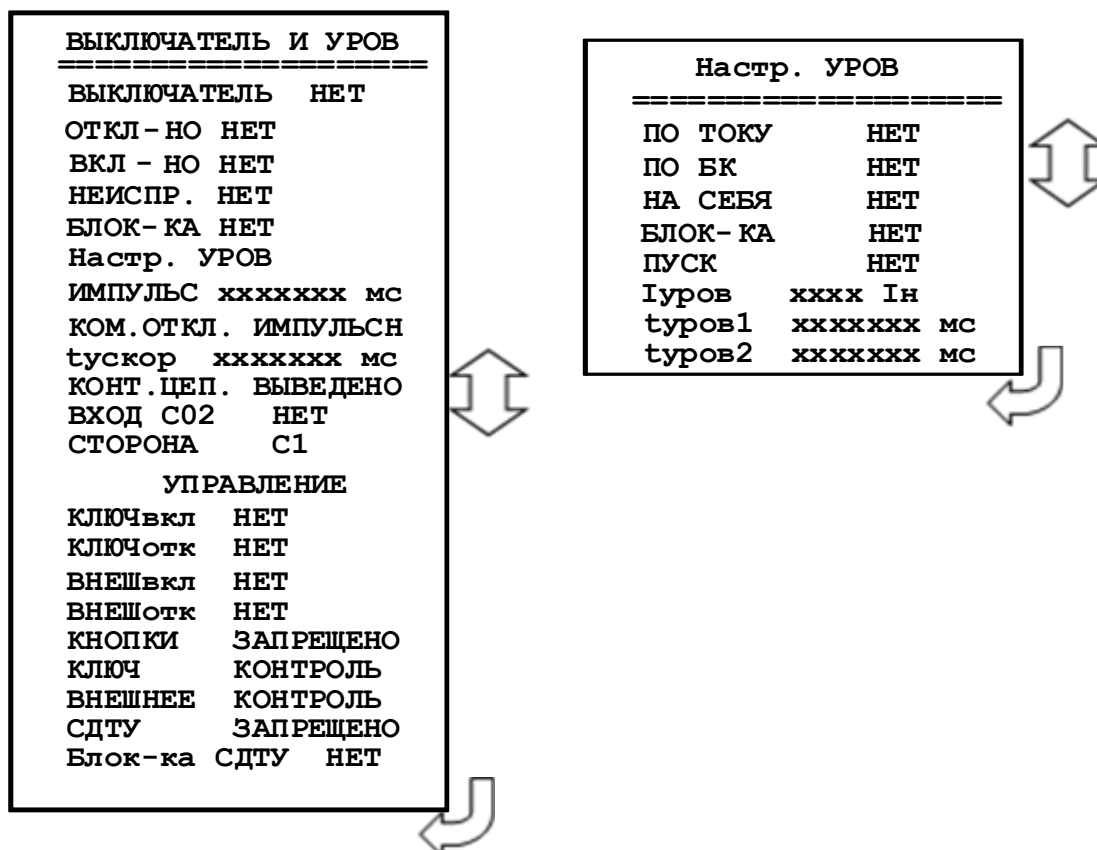 ВЫКЛЮЧАТЕЛЬ И УРОВ
====================
ВЫКЛЮЧАТЕЛЬ НЕТ
ОТКЛ-НО НЕТ
ВКЛ - НО НЕТ
НЕИСПР. НЕТ
БЛОК-КА НЕТ
Настр. УРОВ
ИМПУЛЬС xxxxxxx мс
КОМ.ОТКЛ. ИМПУЛЬСН
tускор xxxxxxx мс
КОНТ.ЦЕП. ВЫВЕДЕНО
ВХОД C02 НЕТ
СТОРОНА С1
УПРАВЛЕНИЕ
КЛЮЧвкл НЕТ
КЛЮЧотк НЕТ
ВНЕШвкл НЕТ
ВНЕШотк НЕТ
КНОПКИ ЗАПРЕЩЕНО
КЛЮЧ КОНТРОЛЬ
ВНЕШНЕЕ КОНТРОЛЬ
СДТУ ЗАПРЕЩЕНО
Блок-ка СДТУ НЕТ
Настр. УРОВ
====================
ПО ТОКУ НЕТ
ПО БК НЕТ
НА СЕБЯ НЕТ
БЛОК-КА НЕТ
ПУСК НЕТ
Iуров xxxx Iн
tуров1 xxxxxxx мс
tуров2 xxxxxxx мс